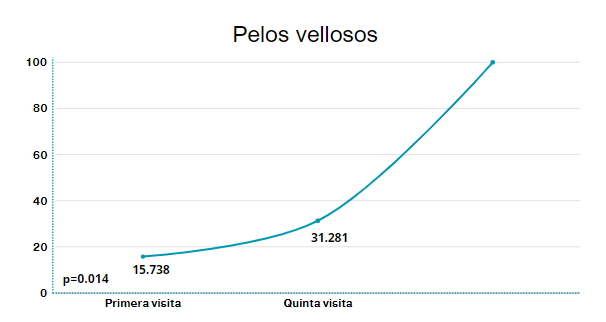 Pelos vellosos
100
80
60
40
20
0
31.281
15.738
p=0.014
Primera visita
Quinta visita